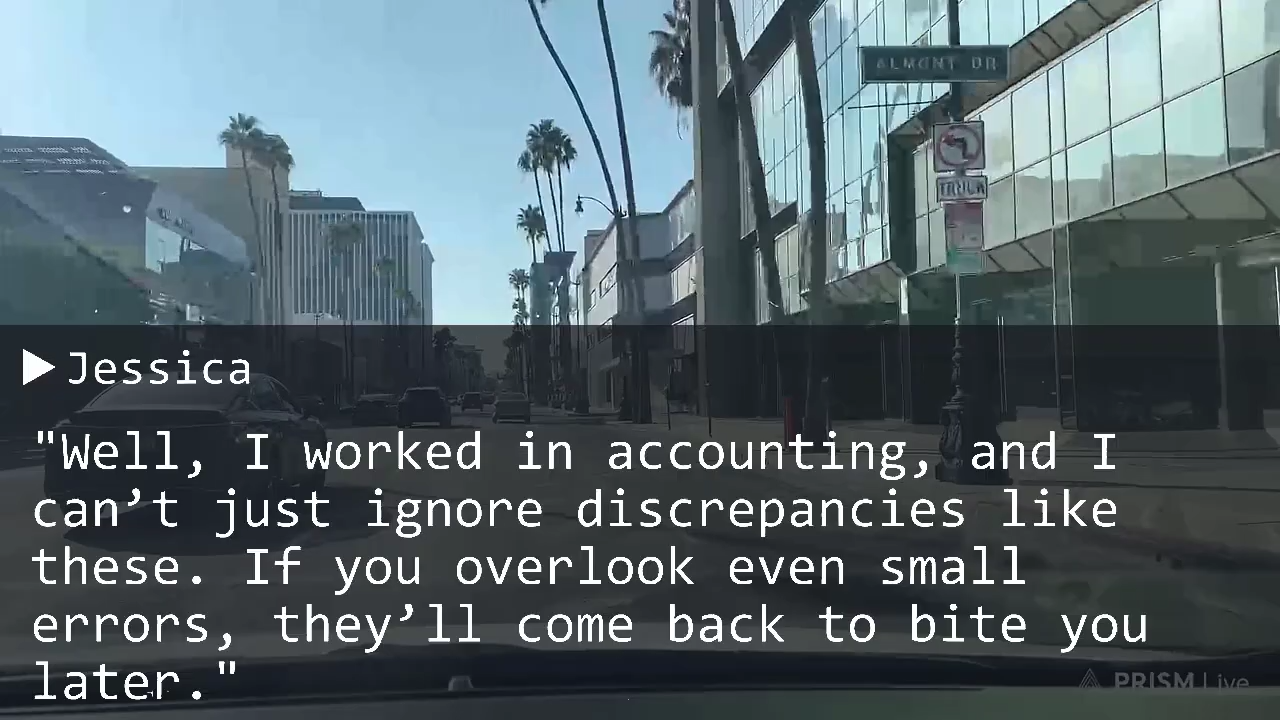 ALMONT DR
TRUCK
Jessica
"Well, I worked in accounting, and I
can’t just ignore discrepancies like
these. If you overlook even small
errors, they’ll come back to bite you
later."
PRISM Live